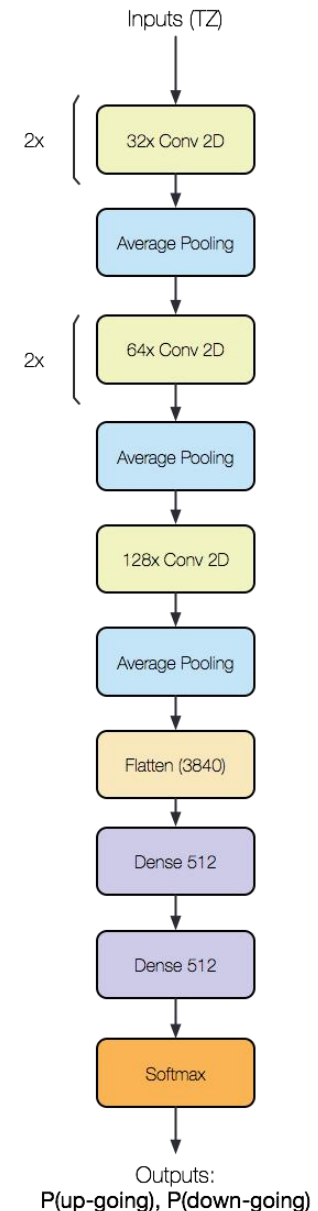 Inputs (TZ)
2x
32x Conv 2D
Average Pooling
2x
64x Conv 2D
Average Pooling
128x Conv 2D
Average Pooling
Flatten (3840)
Dense 512
Dense 512
Softmax
Outputs:
P(up-going), P(down-going)